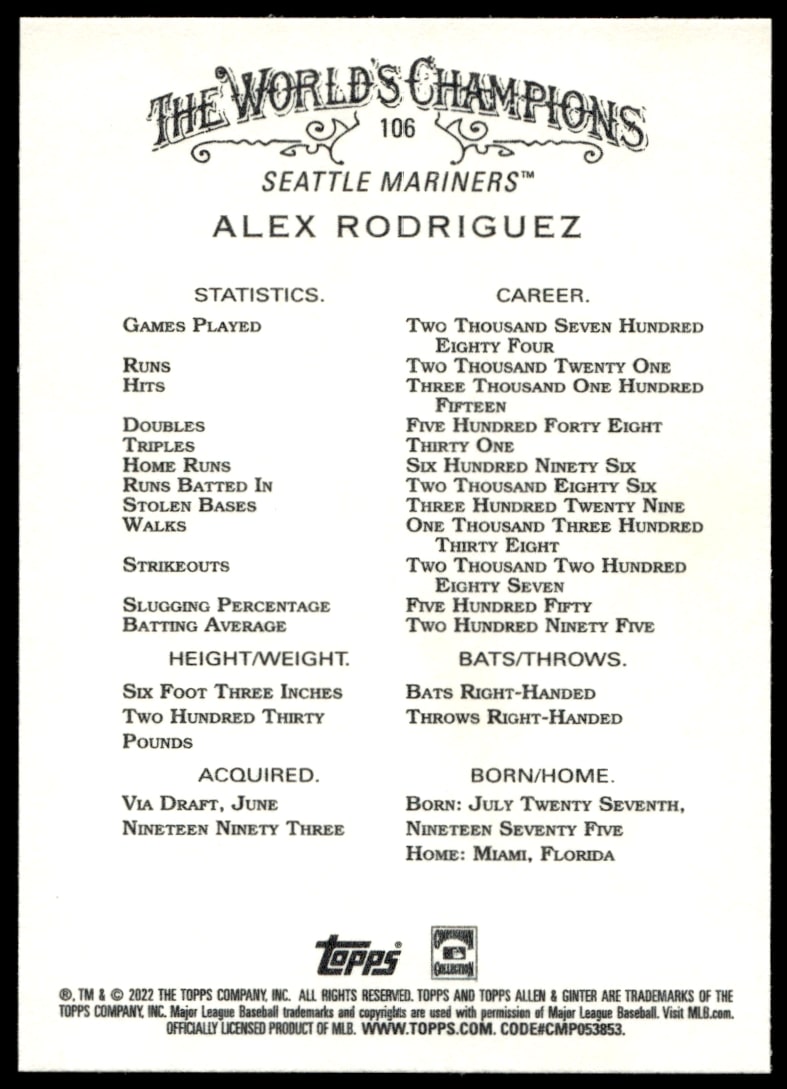 THE WORLD'S CHAMPIONS
106
SEATTLE MARINERS™
ALEX RODRIGUEZ
STATISTICS. CAREER.
GAMES PLAYED TWO THOUSAND SEVEN HUNDRED
EIGHTY FOUR
RUNS TWO THOUSAND TWENTY ONE
HITS THREE THOUSAND ONE HUNDRED
FIFTEEN
DOUBLES FIVE HUNDRED FORTY EIGHT
TRIPLES THIRTY ONE
HOME RUNS SIX HUNDRED NINETY SIX
RUNS BATTED IN TWO THOUSAND EIGHTY SIX
STOLEN BASES THREE HUNDRED TWENTY NINE
WALKS ONE THOUSAND THREE HUNDRED
THIRTY EIGHT
STRIKEOUTS TWO THOUSAND TWO HUNDRED
EIGHTY SEVEN
SLUGGING PERCENTAGE FIVE HUNDRED FIFTY
BATTING AVERAGE TWO HUNDRED NINETY FIVE
HEIGHT/WEIGHT. BATS/THROWS.
SIX FOOT THREE INCHES BATS RIGHT-HANDED
TWO HUNDRED THIRTY THROWS RIGHT-HANDED
POUNDS
ACQUIRED. BORN/HOME.
VIA DRAFT, JUNE BORN: JULY TWENTY SEVENTH,
NINETEEN NINETY THREE NINETEEN SEVENTY FIVE
HOME: MIAMI, FLORIDA
Topps® COOPERSTOWN
COLLECTION
®, TM & © 2022 THE TOPPS COMPANY, INC. ALL RIGHTS RESERVED. TOPPS AND TOPPS ALLEN & GINTER ARE TRADEMARKS OF THE
TOPPS COMPANY, INC. Major League Baseball trademarks and copyrights are used with permission of Major League Baseball. Visit MLB.com.
OFFICIALLY LICENSED PRODUCT OF MLB. WWW.TOPPS.COM. CODE#CMP053853.